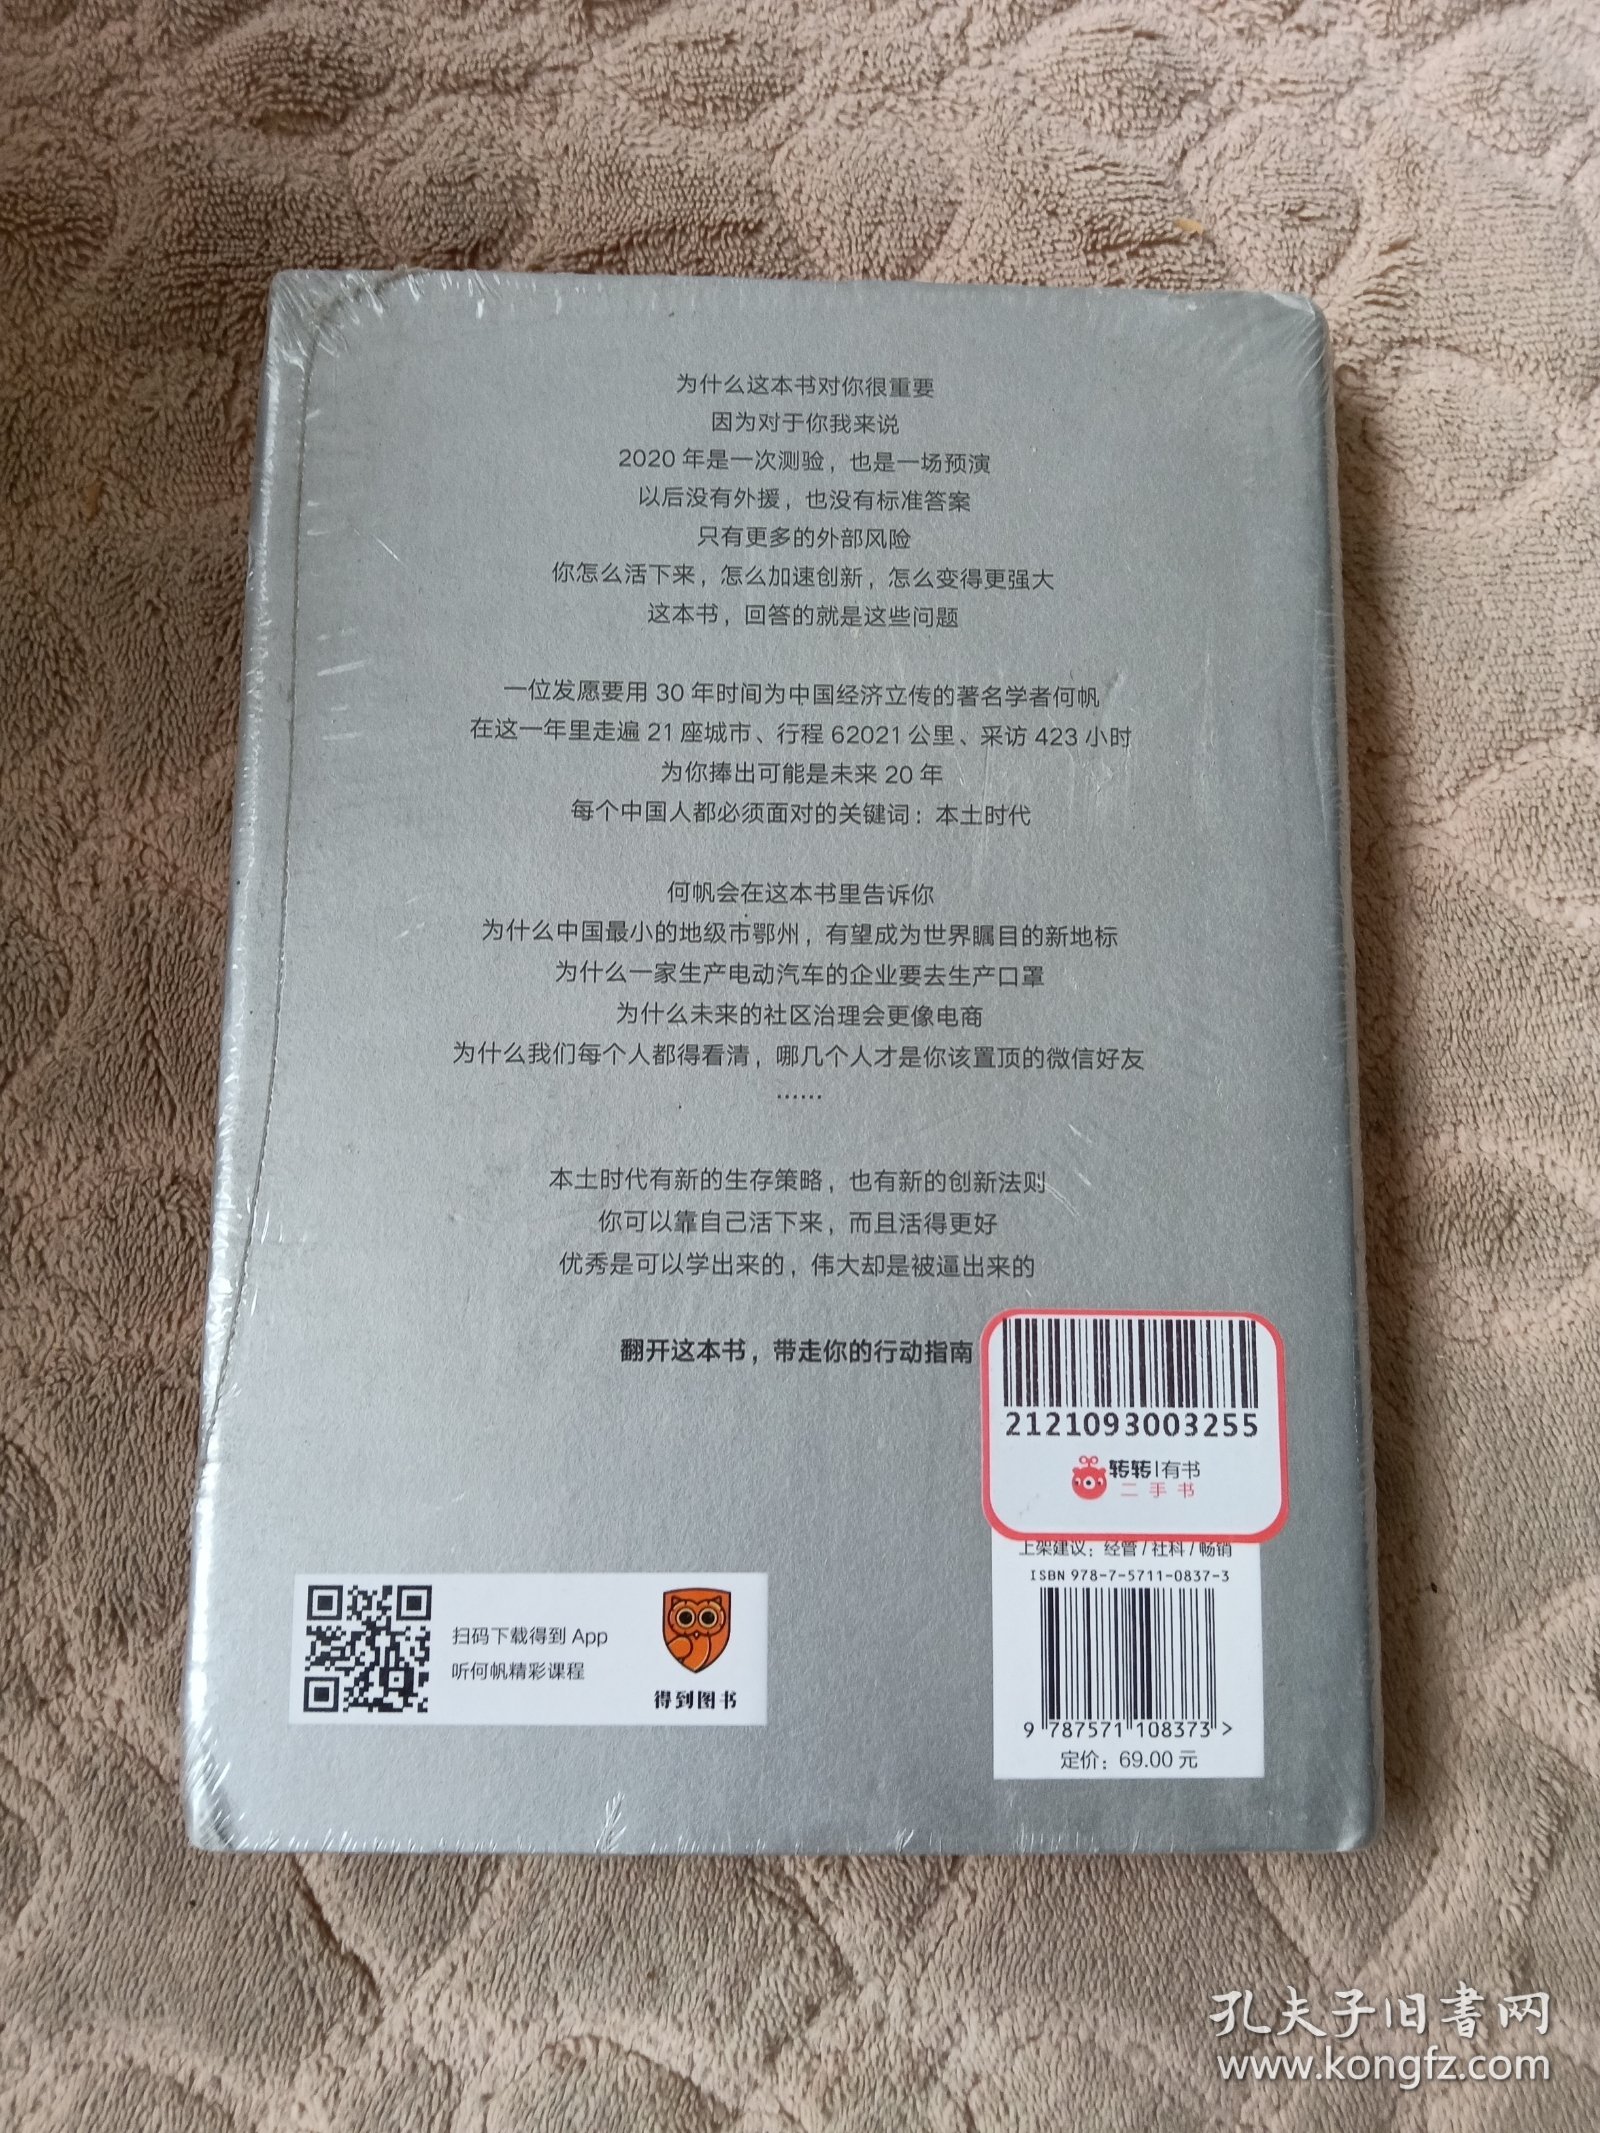 为什么这本书对你很重要
因为对于你我来说
2020 年是一次测验，也是一场预演
以后没有外援，也没有标准答案
只有更多的外部风险
你怎么活下来，怎么加速创新，怎么变得更强大
这本书，回答的就是这些问题
一位发愿要用 30 年时间为中国经济立传的著名学者何帆
在这一年里走遍 21 座城市、行程 62021 公里、采访 423 小时
为你捧出可能是未来 20 年
每个中国人都必须面对的关键词：本土时代
何帆会在这本书里告诉你
为什么中国最小的地级市鄂州，有望成为世界瞩目的新地标
为什么一家生产电动汽车的企业要去生产口罩
为什么未来的社区治理会更像电商
为什么我们每个人都得看清，哪几个人才是你该置顶的微信好友
……
本土时代有新的生存策略，也有新的创新法则
你可以靠自己活下来，而且活得更好
优秀是可以学出来的，伟大却是被逼出来的
翻开这本书，带走你的行动指南
2121093003255
转转|有书
二手书
上架建议：经管 / 社科 / 畅销
ISBN 978-7-5711-0837-3
9 787571 108373 >
定价：69.00 元
扫码下载得到 App
听何帆精彩课程
得到图书
孔夫子旧书网
www.kongfz.com